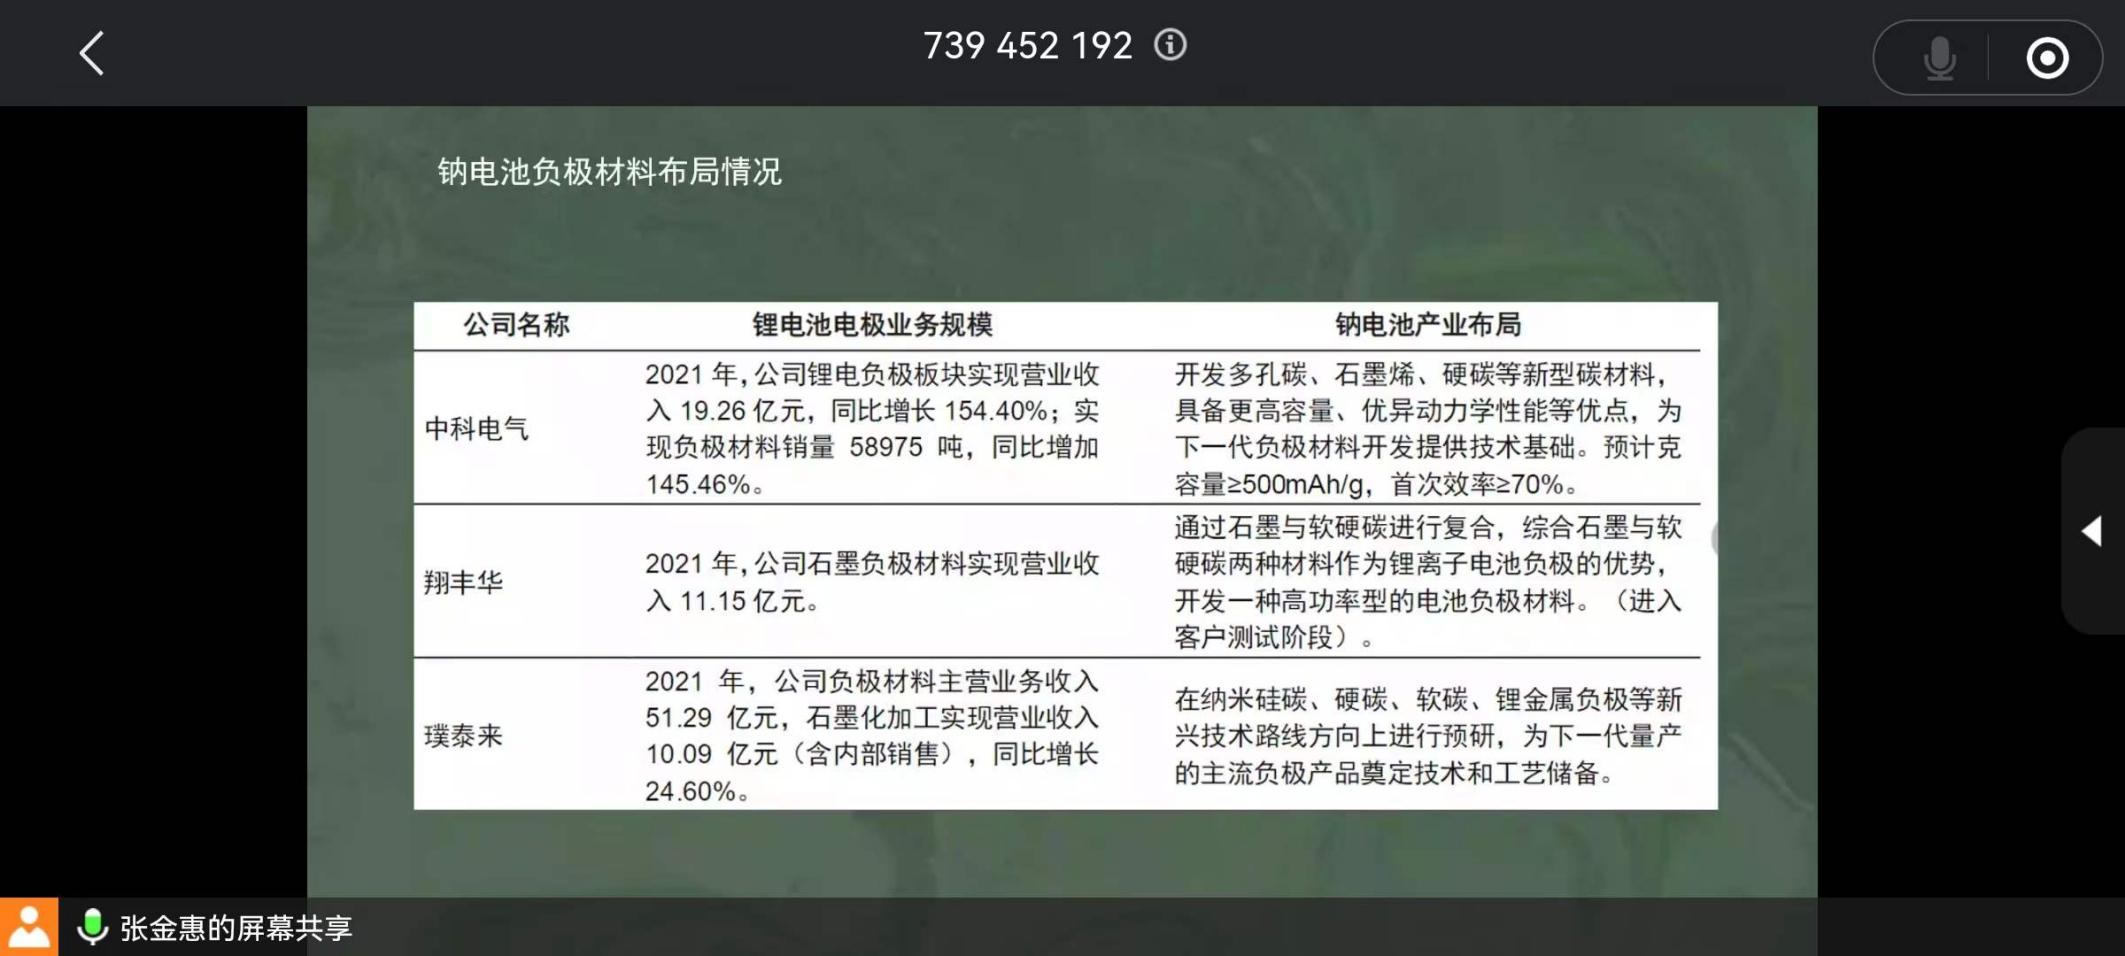 739 452 192
钠电池负极材料布局情况
公司名称 锂电池电极业务规模 钠电池产业布局
中科电气
2021 年，公司锂电负极板块实现营业收
入 19.26 亿元，同比增长 154.40%；实
现负极材料销量 58975 吨，同比增加
145.46%。
开发多孔碳、石墨烯、硬碳等新型碳材料，
具备更高容量、优异动力学性能等优点，为
下一代负极材料开发提供技术基础。预计克
容量≥500mAh/g，首次效率≥70%。
翔丰华
2021 年，公司石墨负极材料实现营业收
入 11.15 亿元。
通过石墨与软硬碳进行复合，综合石墨与软
硬碳两种材料作为锂离子电池负极的优势，
开发一种高功率型的电池负极材料。（进入
客户测试阶段）。
璞泰来
2021 年，公司负极材料主营业务收入
51.29 亿元，石墨化加工实现营业收入
10.09 亿元（含内部销售），同比增长
24.60%。
在纳米硅碳、硬碳、软碳、锂金属负极等新
兴技术路线方向上进行预研，为下一代量产
的主流负极产品奠定技术和工艺储备。
张金惠的屏幕共享